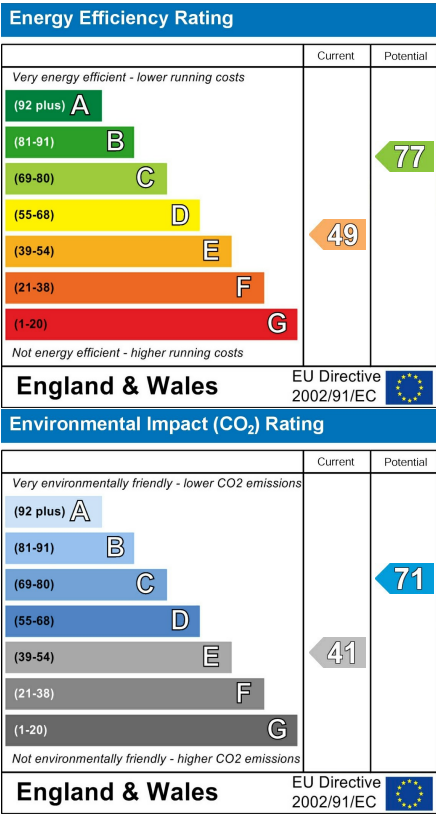 Energy Efficiency Rating
Current Potential
Very energy efficient - lower running costs
(92 plus) A
(81-91) B
77
(69-80) C
(55-68) D
49
(39-54) E
(21-38) F
(1-20) G
Not energy efficient - higher running costs
England & Wales
EU Directive
2002/91/EC
Environmental Impact (CO₂) Rating
Current Potential
Very environmentally friendly - lower CO2 emissions
(92 plus) A
(81-91) B
(69-80) C
71
(55-68) D
(39-54) E
41
(21-38) F
(1-20) G
Not environmentally friendly - higher CO2 emissions
England & Wales
EU Directive
2002/91/EC